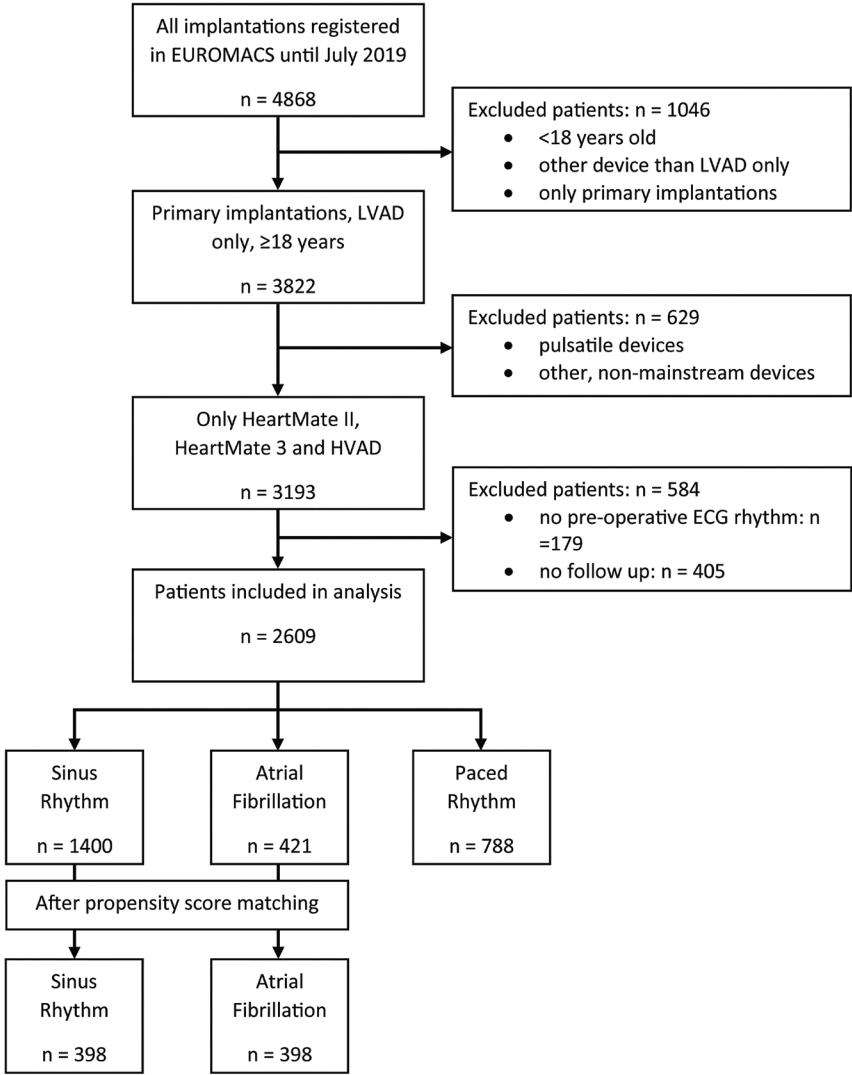 All implantations registered
in EUROMACS until July 2019
n = 4868
Excluded patients: n = 1046
• <18 years old
• other device than LVAD only
• only primary implantations
Primary implantations, LVAD
only, ≥18 years
n = 3822
Excluded patients: n = 629
• pulsatile devices
• other, non-mainstream devices
Only HeartMate II,
HeartMate 3 and HVAD
n = 3193
Excluded patients: n = 584
• no pre-operative ECG rhythm: n
=179
• no follow up: n = 405
Patients included in analysis
n = 2609
Sinus
Rhythm
n = 1400
Atrial
Fibrillation
n = 421
Paced
Rhythm
n = 788
After propensity score matching
Sinus
Rhythm
n = 398
Atrial
Fibrillation
n = 398